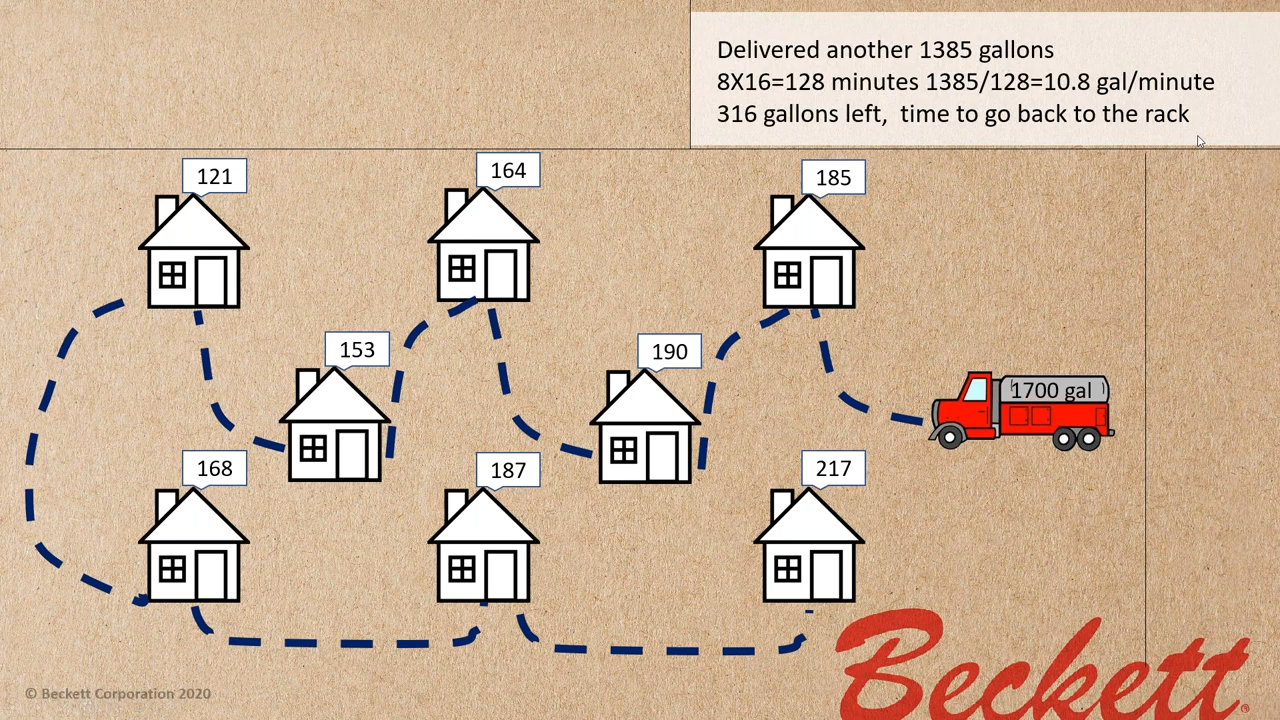 Delivered another 1385 gallons
8X16=128 minutes 1385/128=10.8 gal/minute
316 gallons left, time to go back to the rack
121
164
185
153
190
1700 gal
168
187
217
© Beckett Corporation 2020
Beckett®